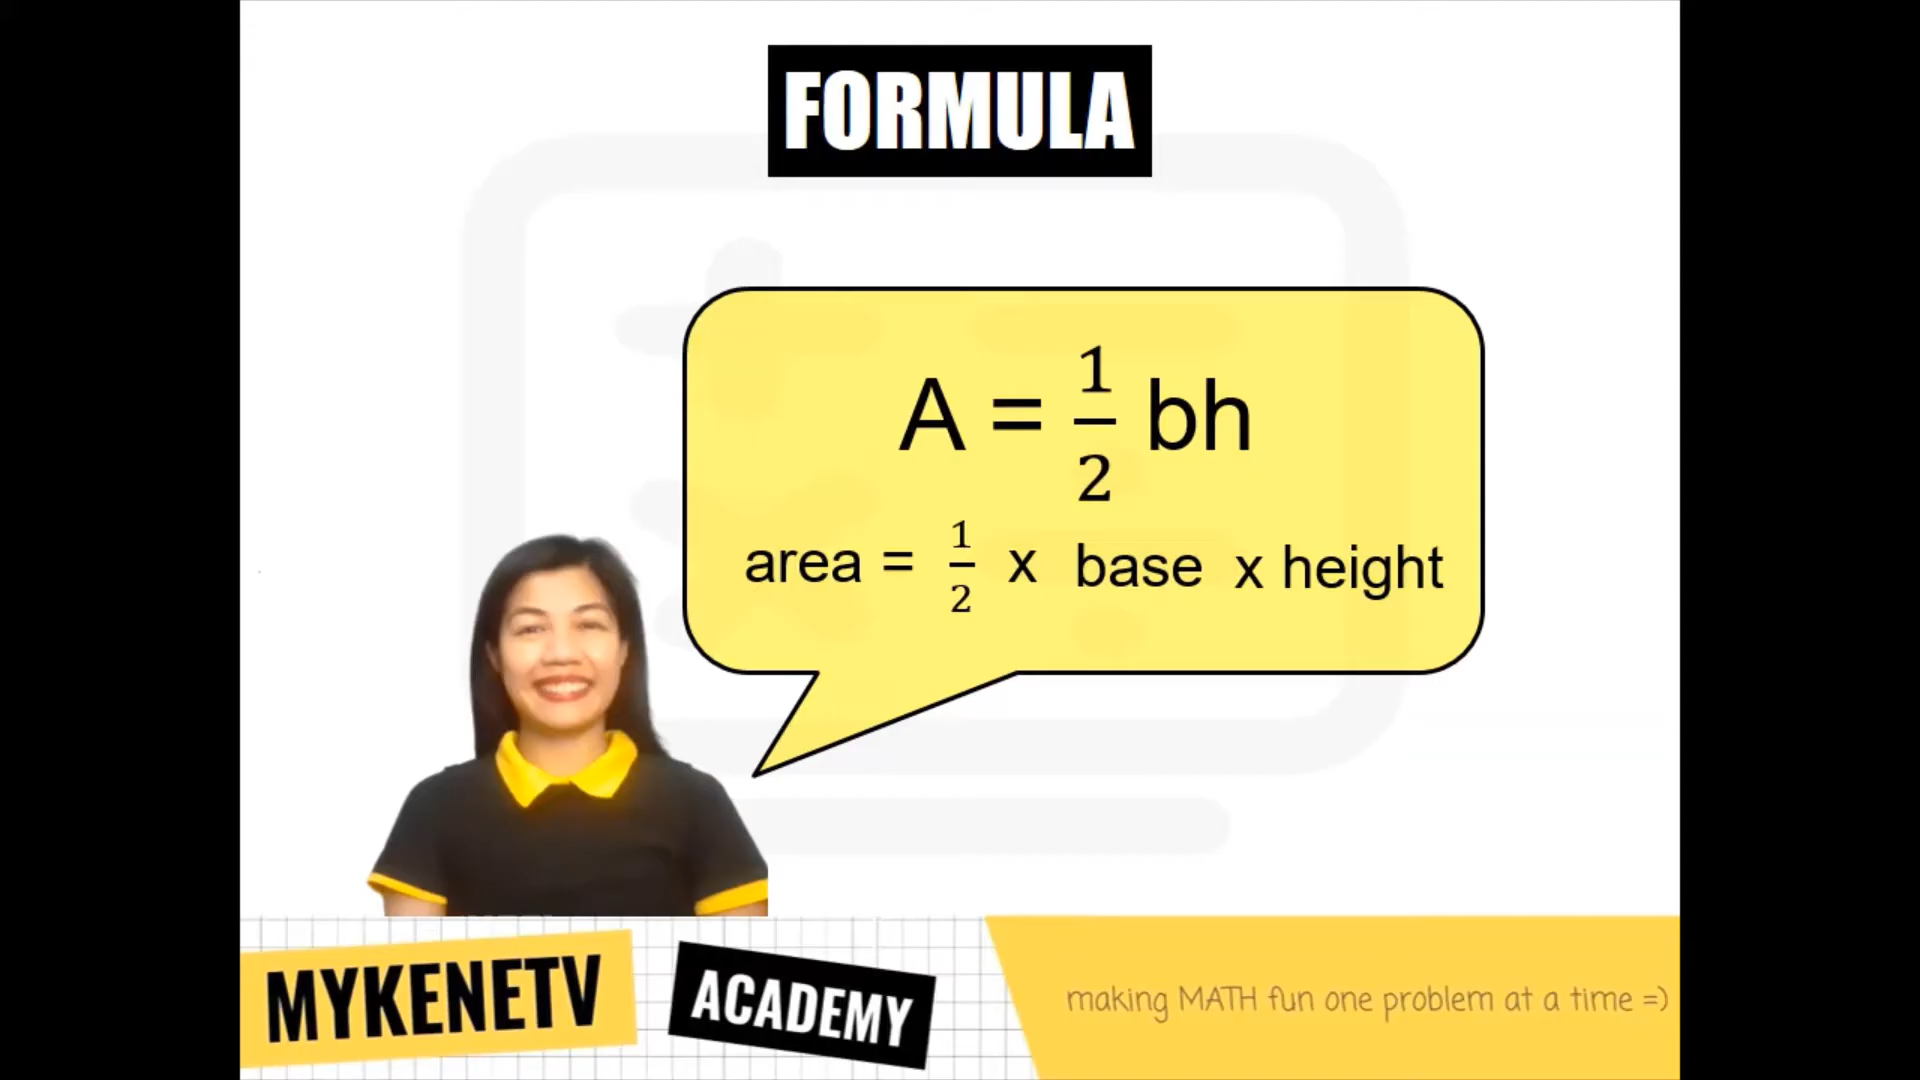 FORMULA
A = 1/2 bh
area = 1/2 x base x height
MYKENETV ACADEMY
making MATH fun one problem at a time =)